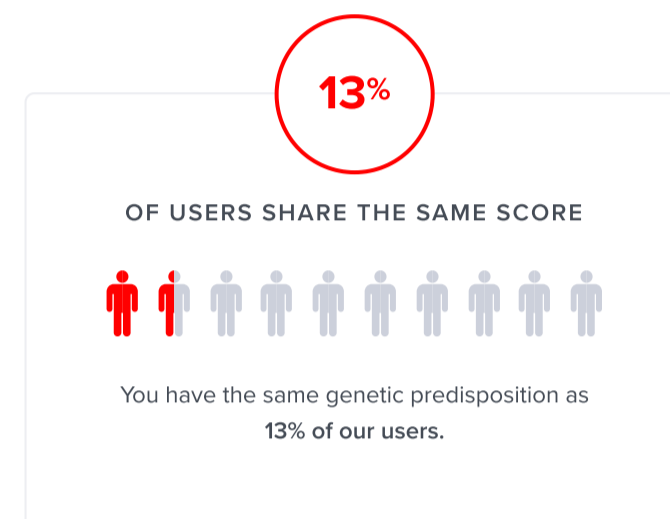 13%
OF USERS SHARE THE SAME SCORE
You have the same genetic predisposition as
13% of our users.